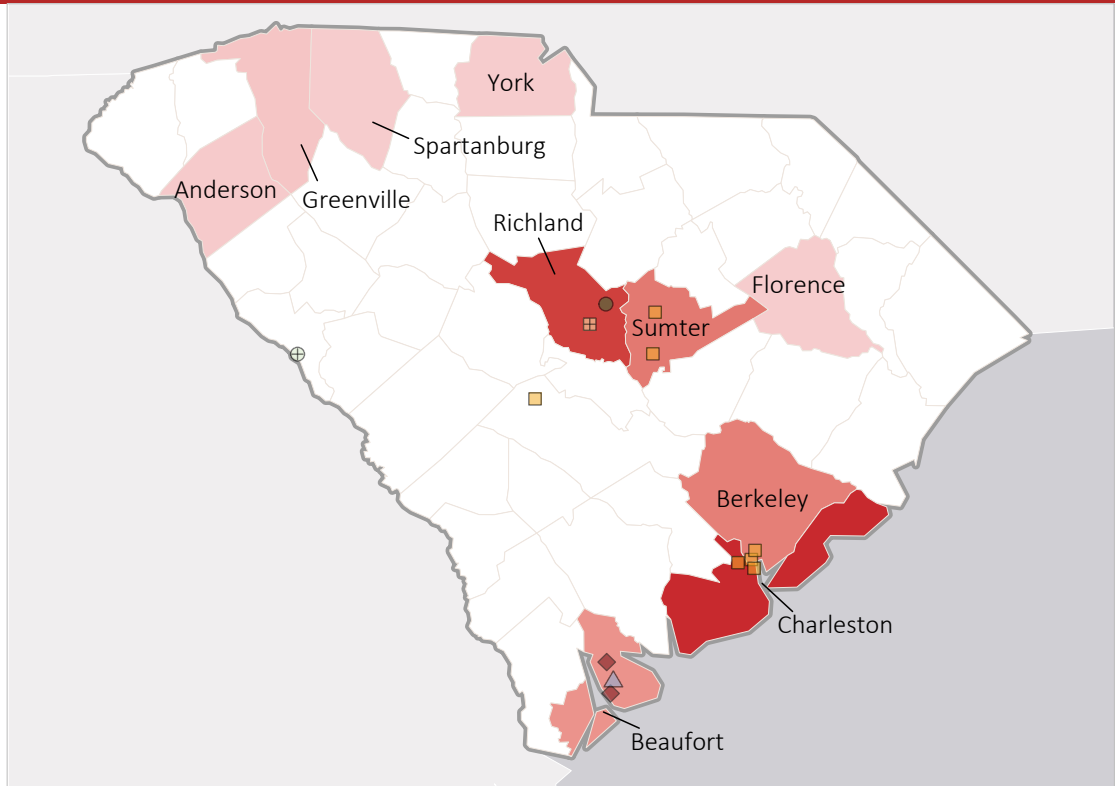 York
Spartanburg
Anderson
Greenville
Richland
Florence
Sumter
Berkeley
Charleston
Beaufort